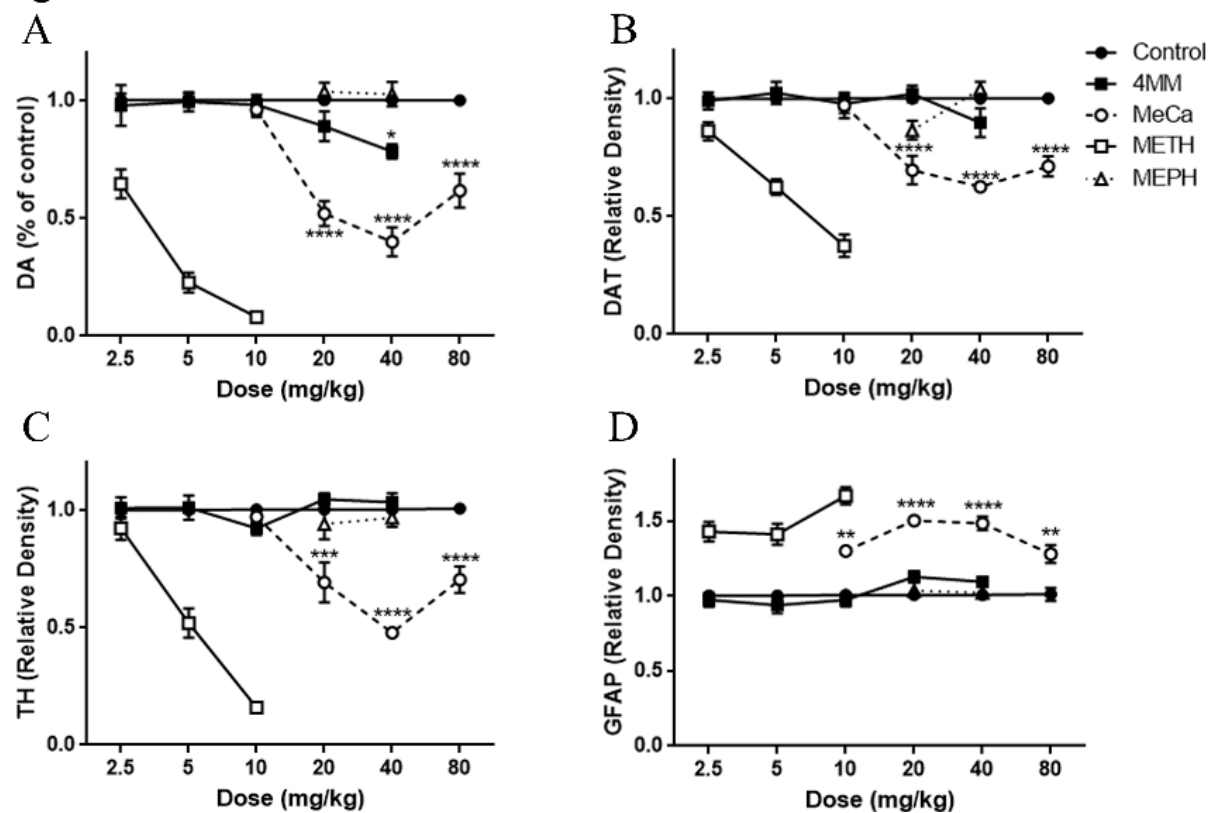 A
DA (% of control)
1.0
0.5
0.0
*
****
****
****
2.5 5 10 20 40 80
Dose (mg/kg)
B
DAT (Relative Density)
1.0
0.5
0.0
****
****
****
2.5 5 10 20 40 80
Dose (mg/kg)
Control
4MM
MeCa
METH
MEPH
C
TH (Relative Density)
1.0
0.5
0.0
***
****
****
2.5 5 10 20 40 80
Dose (mg/kg)
D
GFAP (Relative Density)
1.5
1.0
0.5
0.0
**
****
****
**
2.5 5 10 20 40 80
Dose (mg/kg)